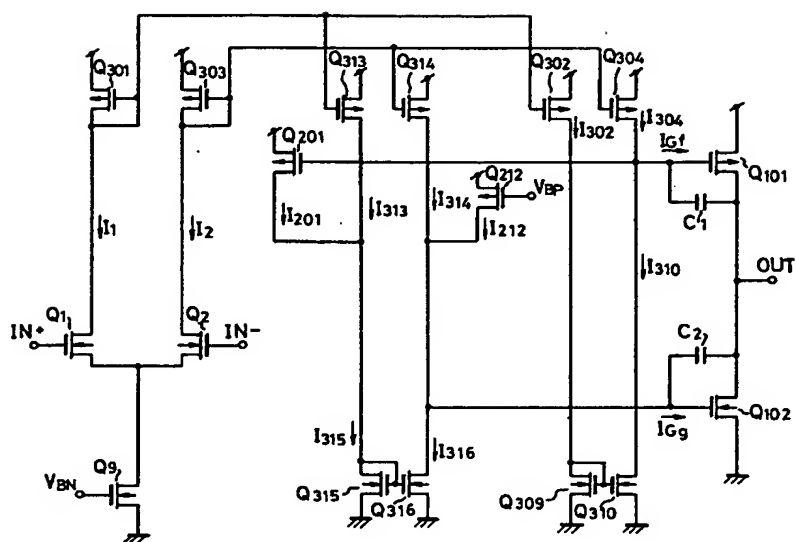 Q301
Q303
Q313
Q314
Q302
Q304
I302
I304
IGf
Q101
C1
Q201
Q212
VBP
I201
I313
I314
I212
I1
I2
I310
OUT
IN+
Q1
Q2
IN-
C2
Q102
IGg
I315
I316
Q9
VBN
Q315
Q316
Q309
Q310